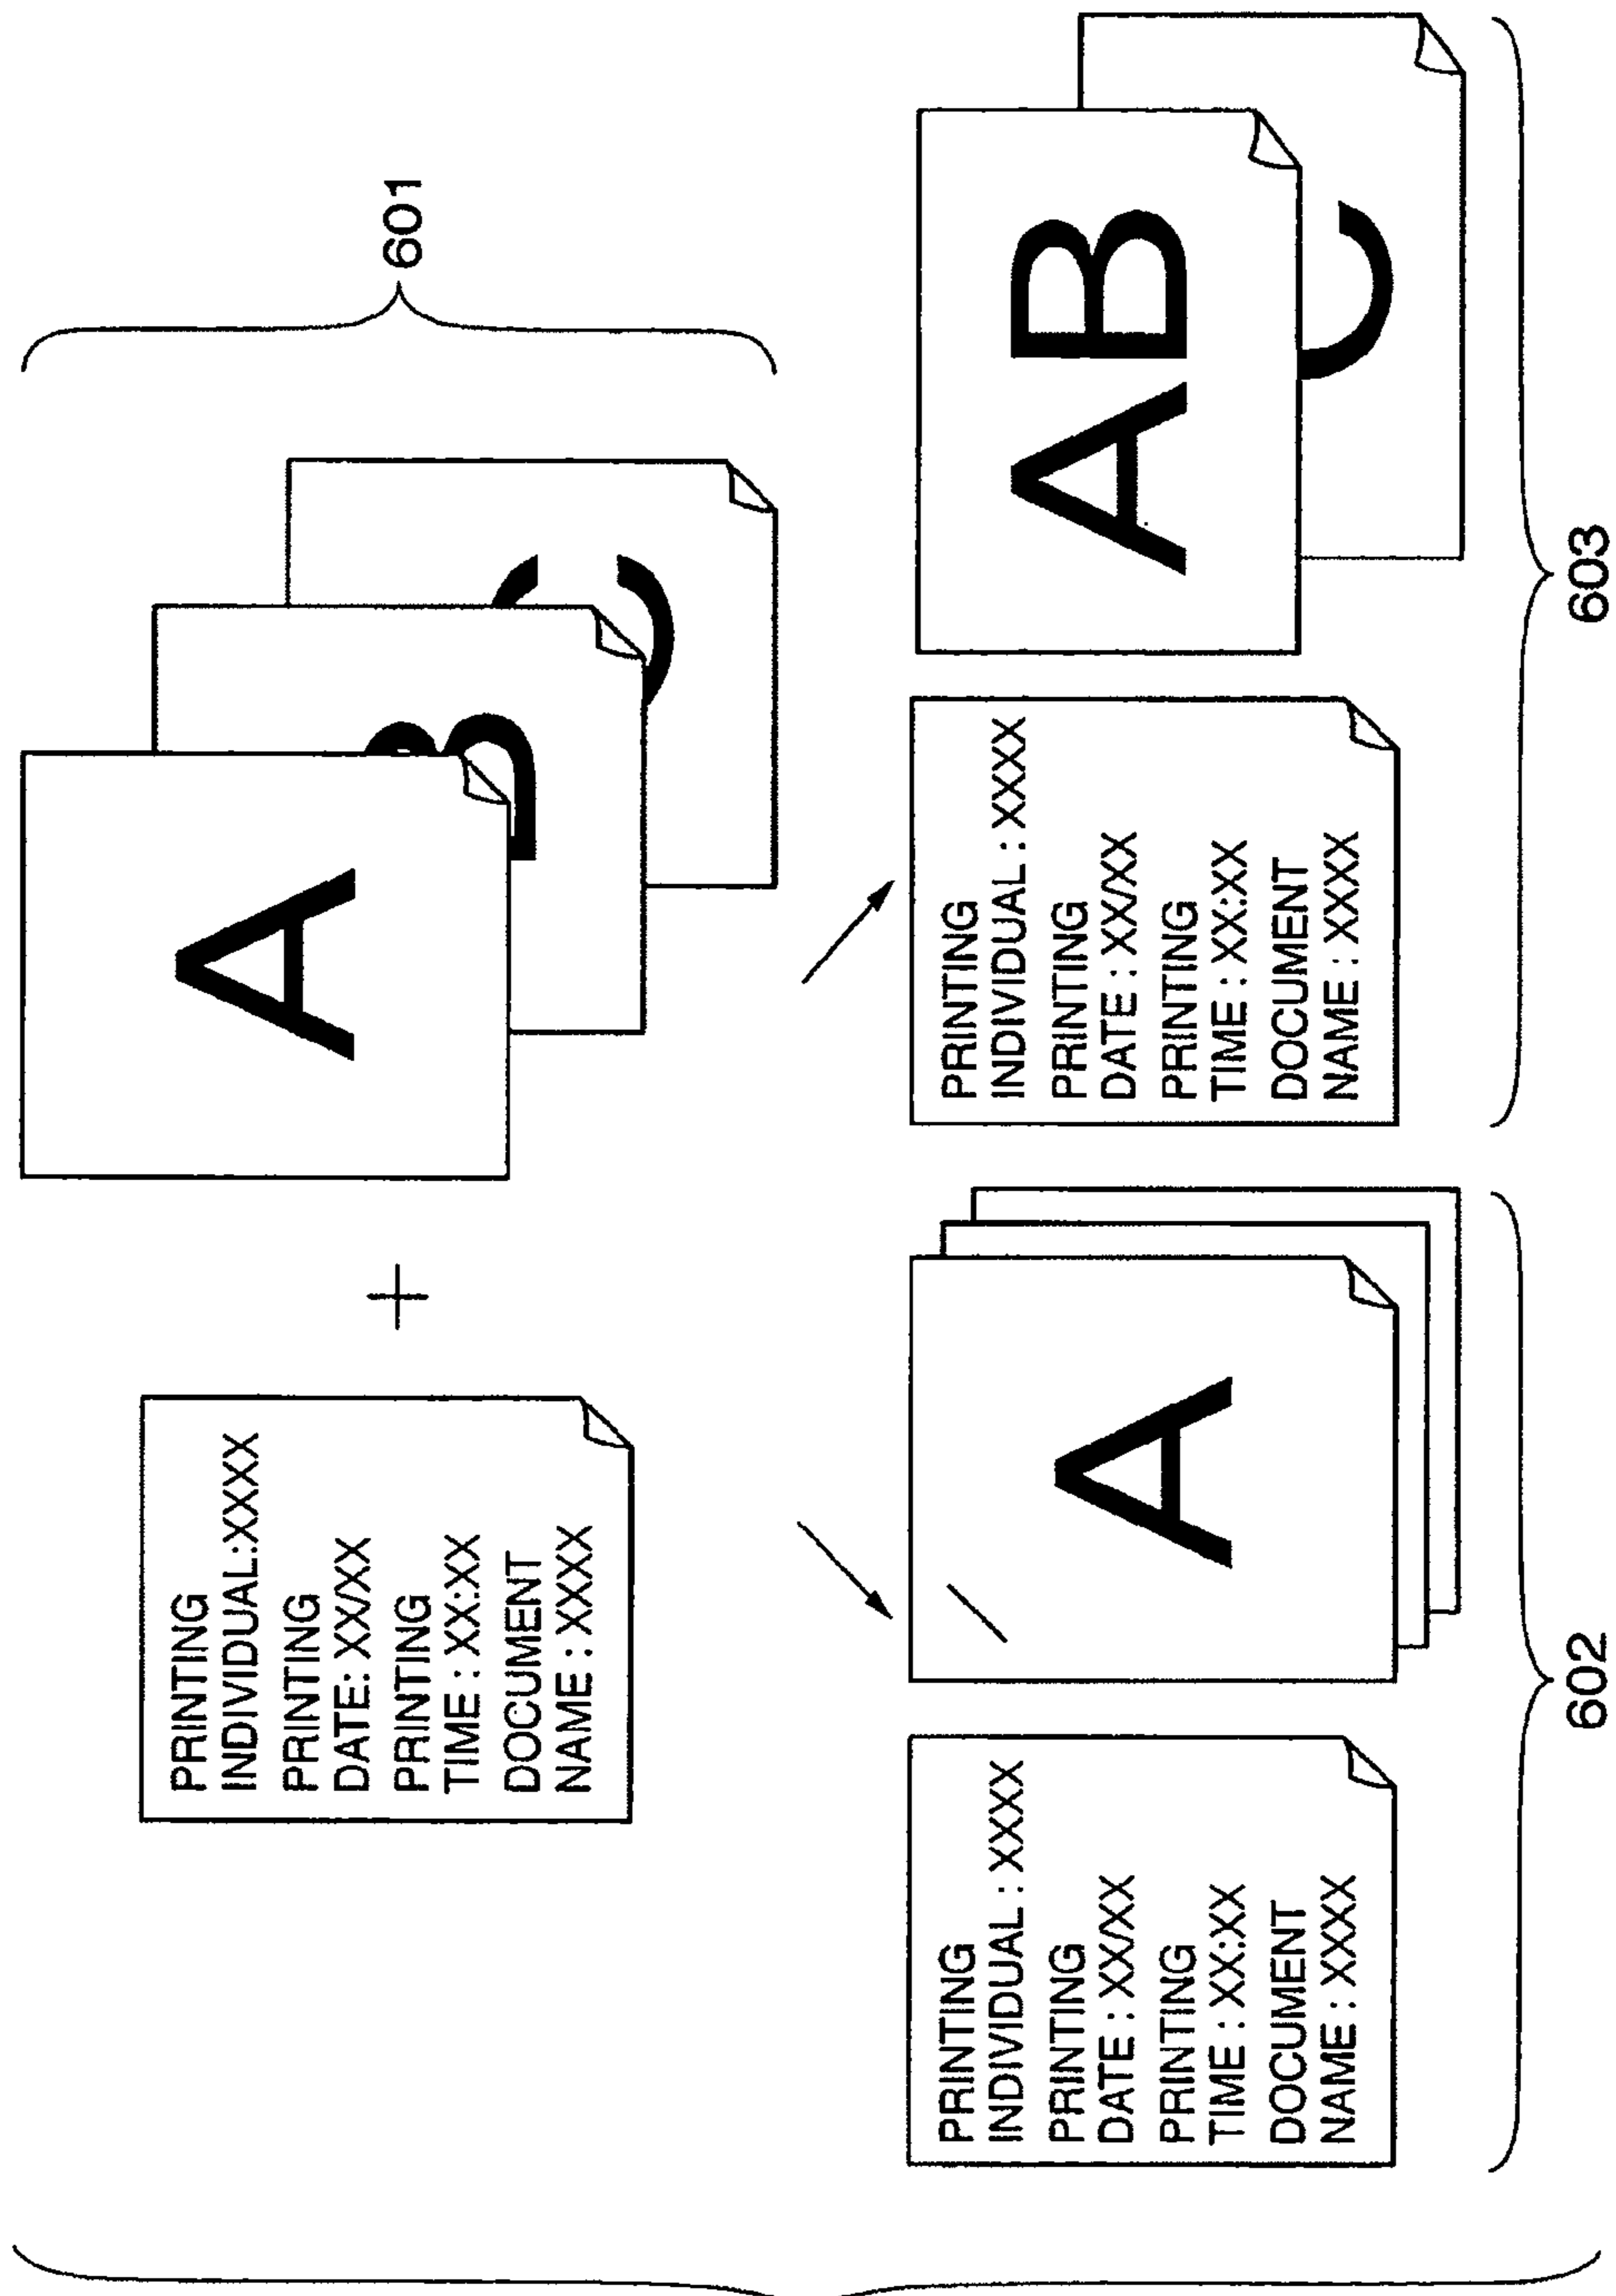 601
PRINTING
INDIVIDUAL:XXXX
PRINTING
DATE: XX/XX
PRINTING
TIME : XX:XX
DOCUMENT
NAME : XXXX
+
A
B
C
PRINTING
INDIVIDUAL : XXXX
PRINTING
DATE : XX/XX
PRINTING
TIME : XX:XX
DOCUMENT
NAME : XXXX
A
602
PRINTING
INDIVIDUAL : XXXX
PRINTING
DATE : XX/XX
PRINTING
TIME : XX:XX
DOCUMENT
NAME : XXXX
AB
C
603